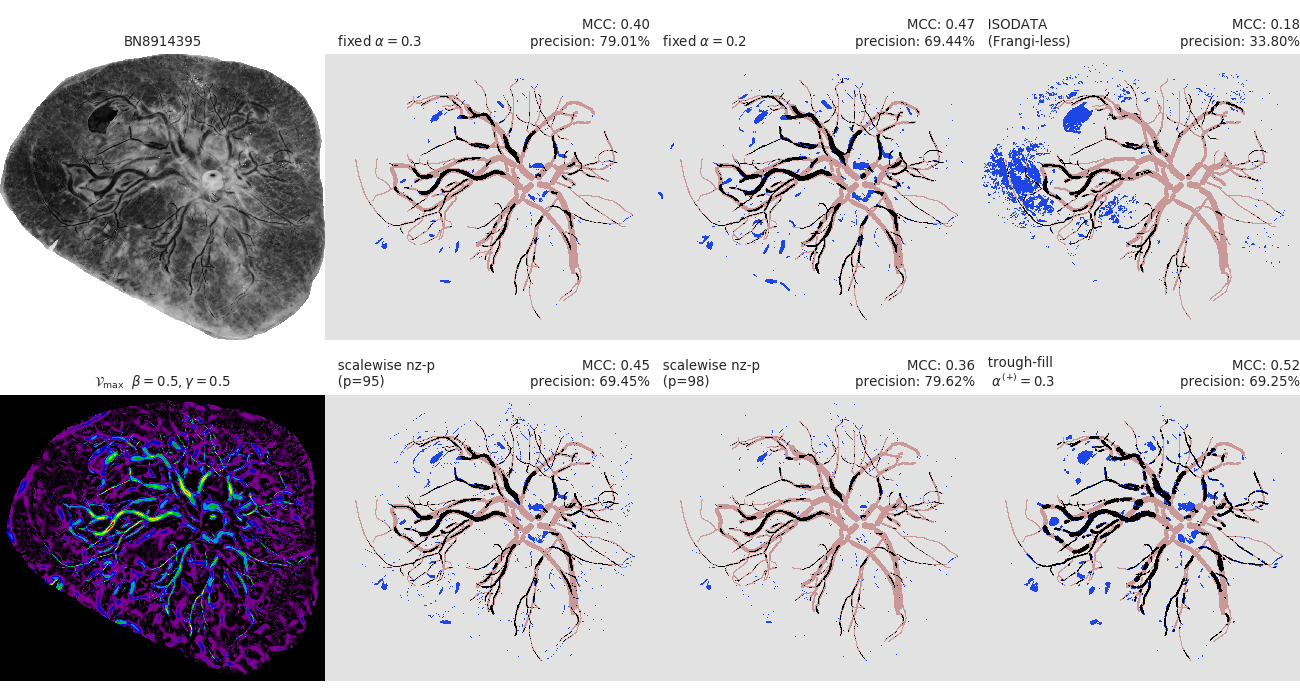 BN8914395
fixed α = 0.3
MCC: 0.40
precision: 79.01%
fixed α = 0.2
MCC: 0.47
precision: 69.44%
ISODATA
(Frangi-less)
MCC: 0.18
precision: 33.80%
𝒱max β = 0.5, γ = 0.5
scalewise nz-p
(p=95)
MCC: 0.45
precision: 69.45%
scalewise nz-p
(p=98)
MCC: 0.36
precision: 79.62%
trough-fill
α(+) = 0.3
MCC: 0.52
precision: 69.25%